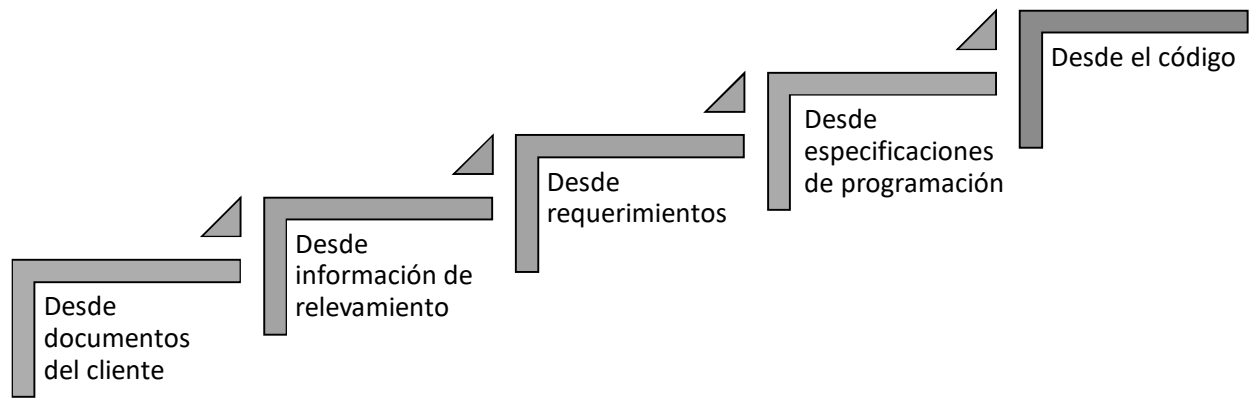 Desde
documentos
del cliente
Desde
información de
relevamiento
Desde
requerimientos
Desde
especificaciones
de programación
Desde el código